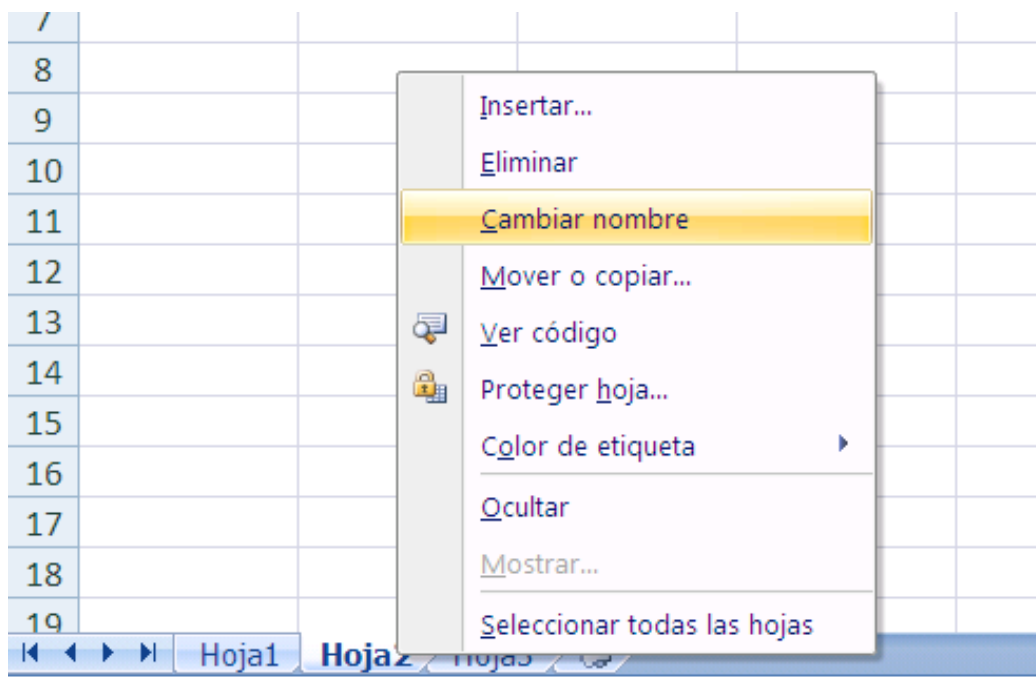 7
8
9
10
11
12
13
14
15
16
17
18
19
Insertar...
Eliminar
Cambiar nombre
Mover o copiar...
Ver código
Proteger hoja...
Color de etiqueta
Ocultar
Mostrar...
Seleccionar todas las hojas
Hoja1 Hoja2 Hoja3